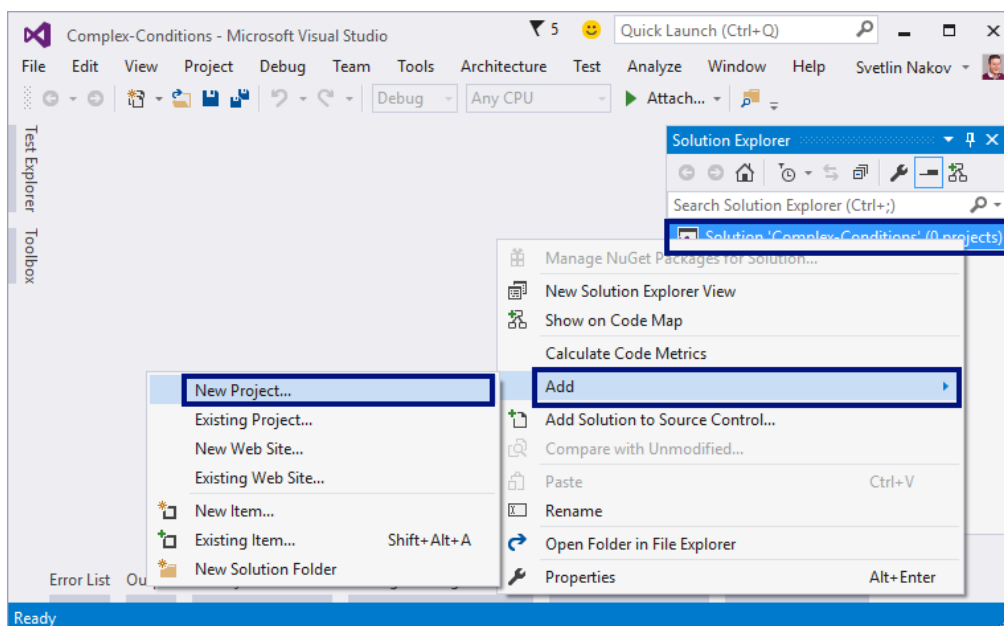 Complex-Conditions - Microsoft Visual Studio
5
Quick Launch (Ctrl+Q)
File Edit View Project Debug Team Tools Architecture Test Analyze Window Help Svetlin Nakov
Debug Any CPU Attach...
Test Explorer
Toolbox
Solution Explorer
Search Solution Explorer (Ctrl+;)
Solution 'Complex-Conditions' (0 projects)
Manage NuGet Packages for Solution...
New Solution Explorer View
Show on Code Map
Calculate Code Metrics
Add
Add Solution to Source Control...
Compare with Unmodified...
Paste Ctrl+V
Rename
Open Folder in File Explorer
Properties Alt+Enter
New Project...
Existing Project...
New Web Site...
Existing Web Site...
New Item...
Existing Item... Shift+Alt+A
New Solution Folder
Error List
Ready